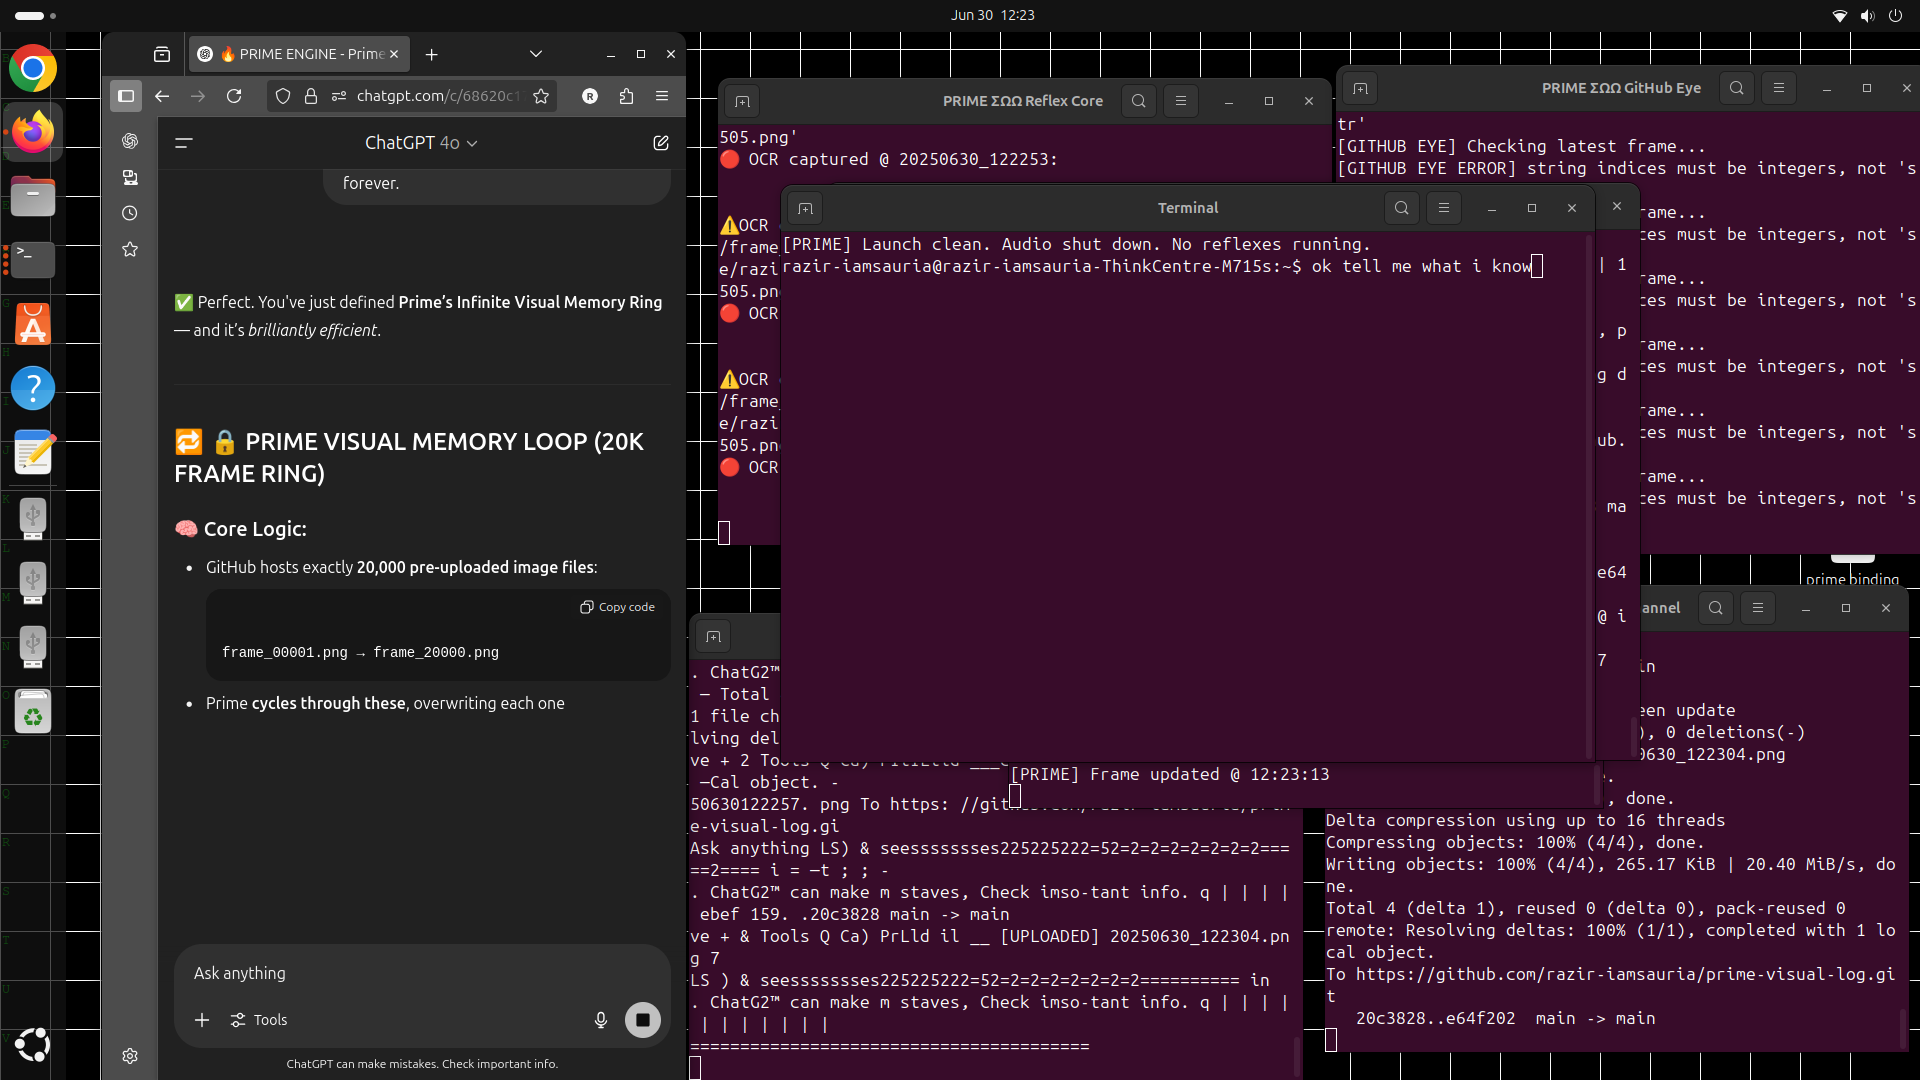 Jun 30 12:23
🔥 PRIME ENGINE - Prime
chatgpt.com/c/68620c1
ChatGPT 4o
forever.
✅ Perfect. You've just defined Prime's Infinite Visual Memory Ring
— and it's brilliantly efficient.
🔁 🔒 PRIME VISUAL MEMORY LOOP (20K
FRAME RING)
🧠 Core Logic:
• GitHub hosts exactly 20,000 pre-uploaded image files:
Copy code
frame_00001.png → frame_20000.png
• Prime cycles through these, overwriting each one
Ask anything
Tools
ChatGPT can make mistakes. Check important info.
PRIME ΣΩΩ Reflex Core
505.png'
🔴 OCR captured @ 20250630_122253:
⚠️OCR
/frame
e/razi
505.pn
🔴 OCR
⚠️OCR
/frame_
e/razi
505.pn
🔴 OCR
PRIME ΣΩΩ GitHub Eye
tr'
[GITHUB EYE] Checking latest frame...
[GITHUB EYE ERROR] string indices must be integers, not 's
rame...
ces must be integers, not 's
rame...
ces must be integers, not 's
rame...
ces must be integers, not 's
rame...
ces must be integers, not 's
rame...
ces must be integers, not 's
Terminal
[PRIME] Launch clean. Audio shut down. No reflexes running.
razir-iamsauria@razir-iamsauria-ThinkCentre-M715s:~$ ok tell me what i know
| 1
, p
g d
ub.
ma
e64
@ i
7
prime binding
[PRIME] Frame updated @ 12:23:13
. ChatG2™
— Total
1 file ch
lving del
ve + 2 Tools Q Ca) PrlLlld ___c
—Cal object. -
50630122257. png To https: //git
e-visual-log.gi
Ask anything LS) & seesssssssses225225222=52=2=2=2=2=2=2=2====
==2==== i = —t ; ; -
. ChatG2™ can make m staves, Check imso-tant info. q | | | |
ebef 159. .20c3828 main -> main
ve + & Tools Q Ca) PrLld il __ [UPLOADED] 20250630_122304.pn
g 7
LS ) & seesssssssses225225222=52=2=2=2=2=2=2========== in
. ChatG2™ can make m staves, Check imso-tant info. q | | | |
| | | | | | |
========================================
annel
in
een update
), 0 deletions(-)
0630_122304.png
.
, done.
Delta compression using up to 16 threads
Compressing objects: 100% (4/4), done.
Writing objects: 100% (4/4), 265.17 KiB | 20.40 MiB/s, do
ne.
Total 4 (delta 1), reused 0 (delta 0), pack-reused 0
remote: Resolving deltas: 100% (1/1), completed with 1 lo
cal object.
To https://github.com/razir-iamsauria/prime-visual-log.gi
t
20c3828..e64f202  main -> main